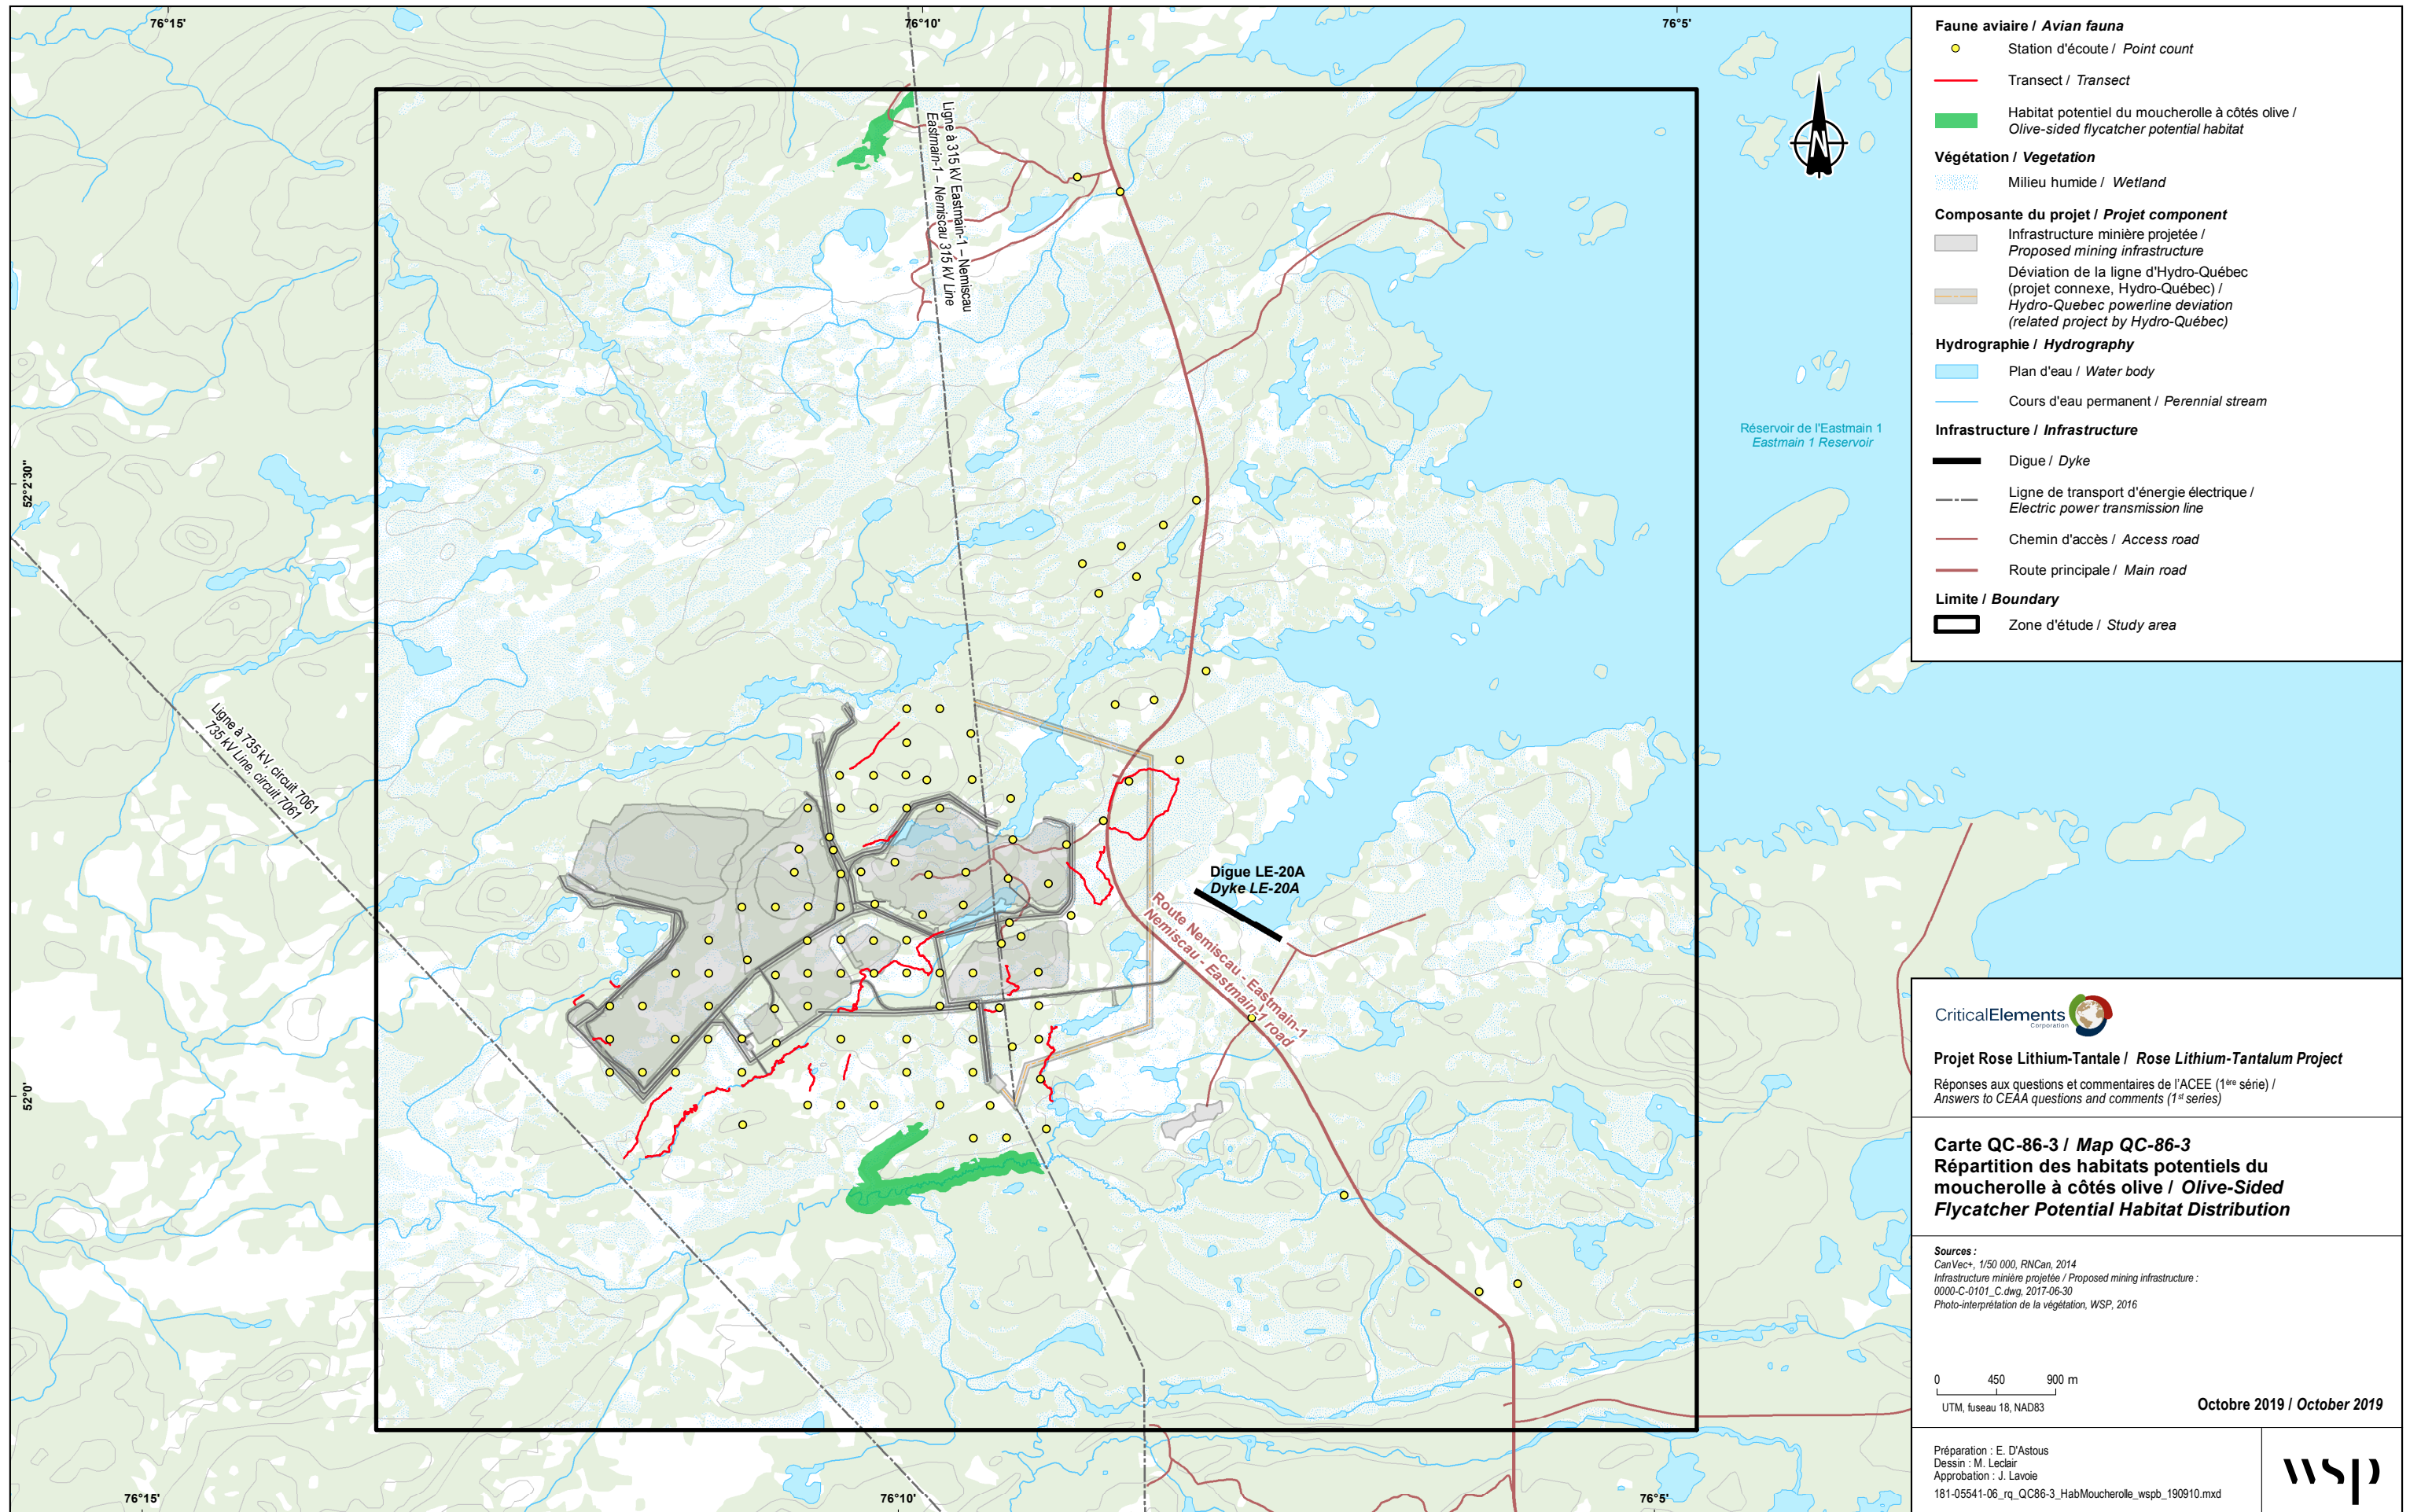 76°15'
76°10'
76°5'
52°2'30"
52°0'
76°15'
76°10'
76°5'
Ligne à 315 kV Eastmain-1 – Nemiscau
Eastmain-1 – Nemiscau 315 kV Line
Ligne à 735 kV, circuit 7061
735 kV Line, circuit 7061
Réservoir de l'Eastmain 1
Eastmain 1 Reservoir
Digue LE-20A
Dyke LE-20A
Route Nemiscau - Eastmain-1
Nemiscau - Eastmain-1 road
N
Faune aviaire / Avian fauna
Station d'écoute / Point count
Transect / Transect
Habitat potentiel du moucherolle à côtés olive /
Olive-sided flycatcher potential habitat
Végétation / Vegetation
Milieu humide / Wetland
Composante du projet / Projet component
Infrastructure minière projetée /
Proposed mining infrastructure
Déviation de la ligne d'Hydro-Québec
(projet connexe, Hydro-Québec) /
Hydro-Quebec powerline deviation
(related project by Hydro-Québec)
Hydrographie / Hydrography
Plan d'eau / Water body
Cours d'eau permanent / Perennial stream
Infrastructure / Infrastructure
Digue / Dyke
Ligne de transport d'énergie électrique /
Electric power transmission line
Chemin d'accès / Access road
Route principale / Main road
Limite / Boundary
Zone d'étude / Study area
CriticalElements
Corporation
Projet Rose Lithium-Tantale / Rose Lithium-Tantalum Project
Réponses aux questions et commentaires de l'ACEE (1ère série) /
Answers to CEAA questions and comments (1st series)
Carte QC-86-3 / Map QC-86-3
Répartition des habitats potentiels du
moucherolle à côtés olive / Olive-Sided
Flycatcher Potential Habitat Distribution
Sources :
CanVec+, 1/50 000, RNCan, 2014
Infrastructure minière projetée / Proposed mining infrastructure :
0000-C-0101_C.dwg, 2017-06-30
Photo-interprétation de la végétation, WSP, 2016
0 450 900 m
UTM, fuseau 18, NAD83
Octobre 2019 / October 2019
Préparation : E. D'Astous
Dessin : M. Leclair
Approbation : J. Lavoie
181-05541-06_rq_QC86-3_HabMoucherolle_wspb_190910.mxd
wsp